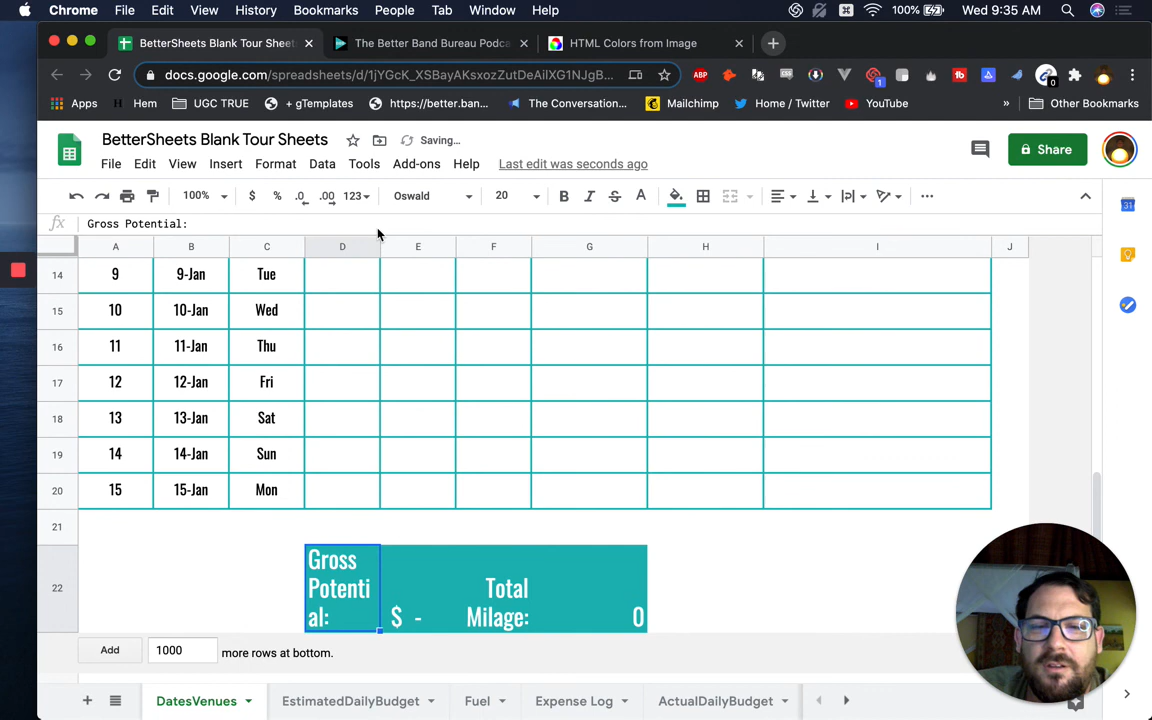 Chrome File Edit View History Bookmarks People Tab Window Help 100% Wed 9:35 AM
BetterSheets Blank Tour Sheet The Better Band Bureau Podca HTML Colors from Image
docs.google.com/spreadsheets/d/1jYGcK_XSBayAKsxozZutDeAilXG1NJgB... ABP 1 0
Apps Hem UGC TRUE + gTemplates https://better.ban... The Conversation... Mailchimp Home / Twitter YouTube » Other Bookmarks
BetterSheets Blank Tour Sheets Saving...
File Edit View Insert Format Data Tools Add-ons Help Last edit was seconds ago Share
100% $ % .0 .00 123 Oswald 20 B I S A
fx Gross Potential:
A B C D E F G H I J
14 9 9-Jan Tue
15 10 10-Jan Wed
16 11 11-Jan Thu
17 12 12-Jan Fri
18 13 13-Jan Sat
19 14 14-Jan Sun
20 15 15-Jan Mon
21
22 Gross
Potenti Total
al: $ - Milage: 0
Add 1000 more rows at bottom.
DatesVenues EstimatedDailyBudget Fuel Expense Log ActualDailyBudget